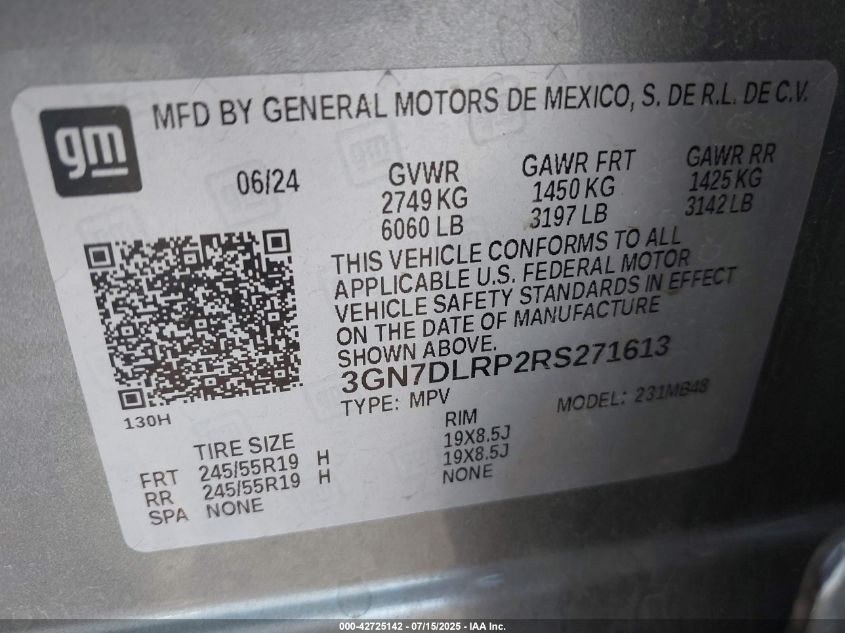 gm
MFD BY GENERAL MOTORS DE MEXICO, S. DE R.L. DE C.V.
06/24
GVWR GAWR FRT GAWR RR
2749 KG 1450 KG 1425 KG
6060 LB 3197 LB 3142 LB
THIS VEHICLE CONFORMS TO ALL
APPLICABLE U.S. FEDERAL MOTOR
VEHICLE SAFETY STANDARDS IN EFFECT
ON THE DATE OF MANUFACTURE
SHOWN ABOVE.
3GN7DLRP2RS271613
TYPE: MPV MODEL: 231MB48
130H
TIRE SIZE RIM
FRT 245/55R19 H 19X8.5J
RR 245/55R19 H 19X8.5J
SPA NONE NONE
000-42725142 - 07/15/2025 - IAA Inc.